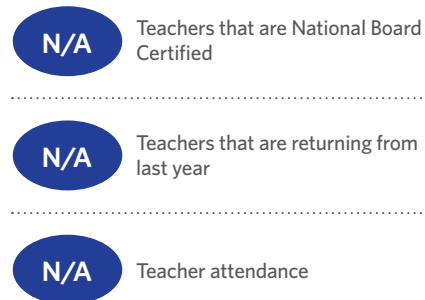 N/A
Teachers that are National Board
Certified
N/A
Teachers that are returning from
last year
N/A
Teacher attendance